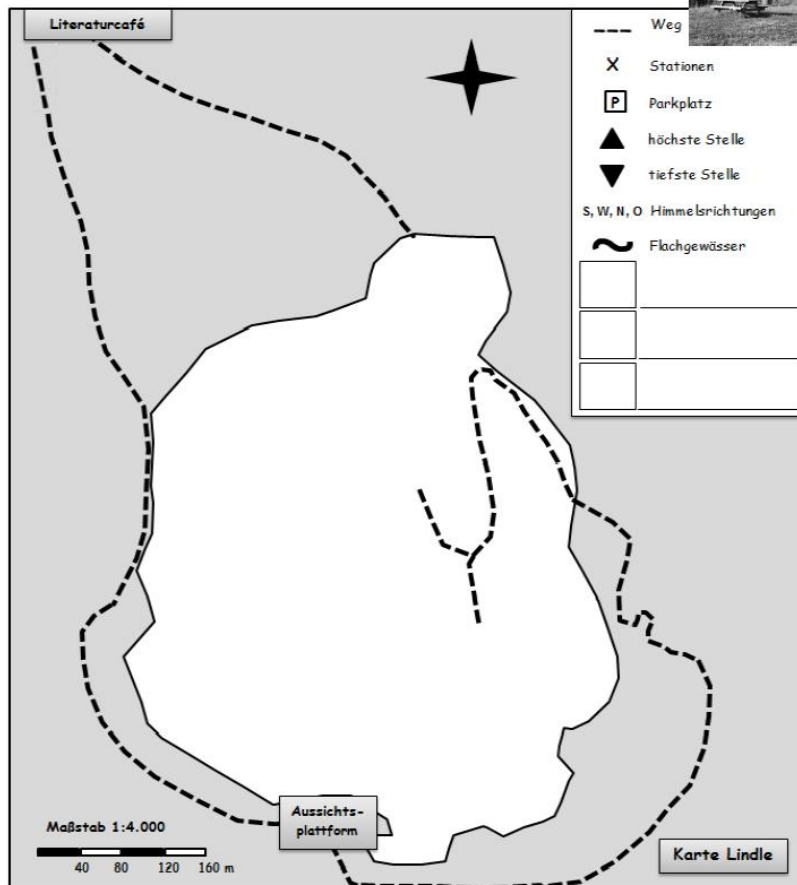 Literaturcafé
Weg
X Stationen
P Parkplatz
höchste Stelle
tiefste Stelle
S, W, N, O Himmelsrichtungen
Flachgewässer
Aussichts-
plattform
Maßstab 1:4.000
40 80 120 160 m
Karte Lindle